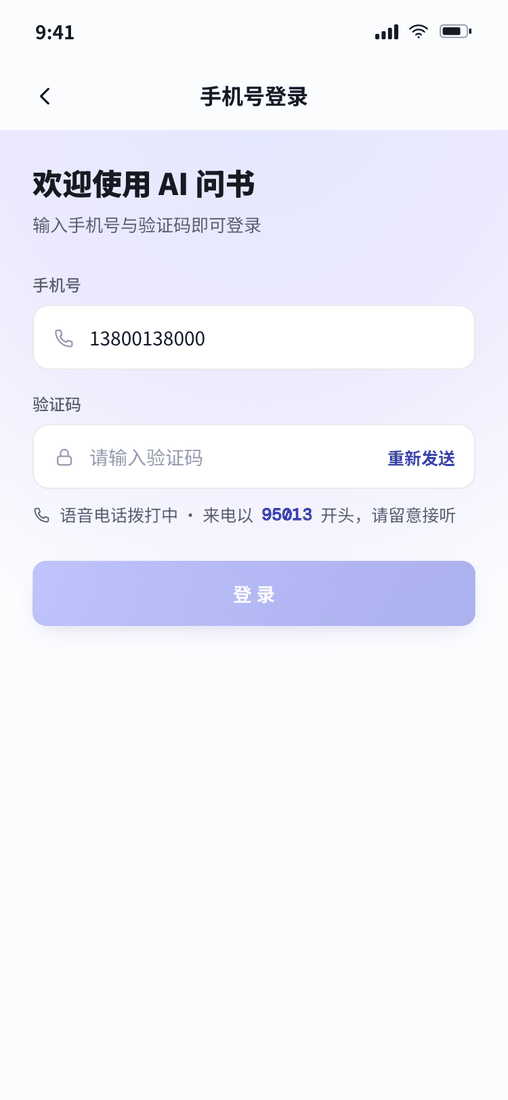 9:41
手机号登录
欢迎使用 AI 问书
输入手机号与验证码即可登录
手机号
13800138000
验证码
请输入验证码 重新发送
语音电话拨打中 · 来电以 95013 开头，请留意接听
登 录